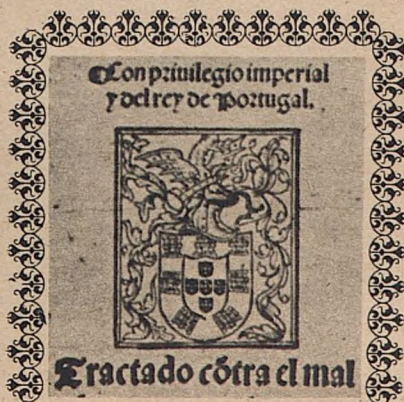 Con priuilegio imperial
y del rey de Portugal.
Tractado cõtra el mal